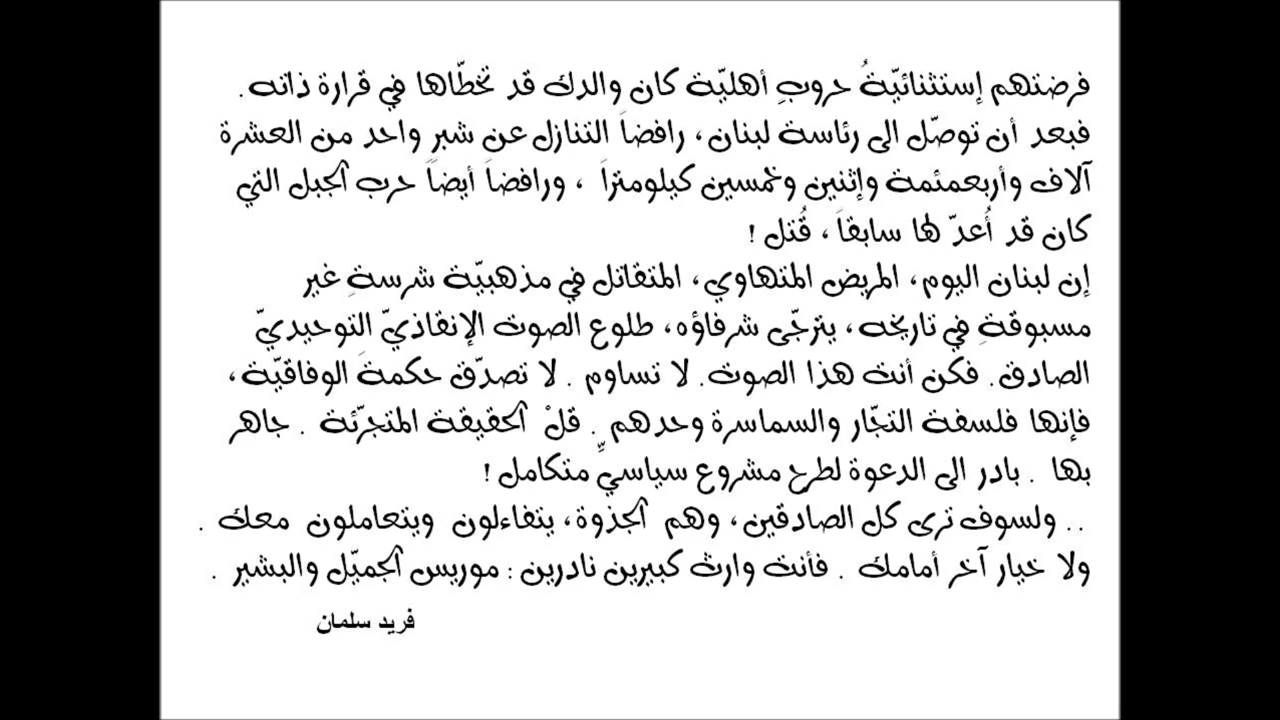 فرضتهم إستثنائيّةُ حروبٍ أهليّة كان والدك قد تخطّاها في قرارة ذاته.
فبعد أن توصّل الى رئاسة لبنان، رافضاَ التنازل عن شبر واحد من العشرة
آلاف وأربعمئمة وإثنين وخمسين كيلومتراَ ، ورافضاَ أيضاَ حرب الجبل التي
كان قد أُعدّ لها سابقاَ، قُتل !
إن لبنان اليوم، المريض المتهاوي، المتقاتل في مذهبيّة شرسةِ غير
مسبوقةِ في تاريخه، يترجّى شرفاؤه، طلوع الصوت الإنقاذيّ التوحيديّ
الصادق. فكن أنت هذا الصوت. لا تساوم . لا تصدّق حكمةَ الوفاقيّة،
فإنها فلسفة التجّار والسماسرة وحدهم . قلْ الحقيقة المتجرّئة . جاهر
بها . بادر الى الدعوة لطرح مشروع سياسيٍّ متكامل !
.. ولسوف ترى كل الصادقين، وهم الجذوة، يتفاءلون ويتعاملون معك .
ولا خيار آخر أمامك . فأنت وارث كبيرين نادرين : موريس الجميّل والبشير .
فريد سلمان